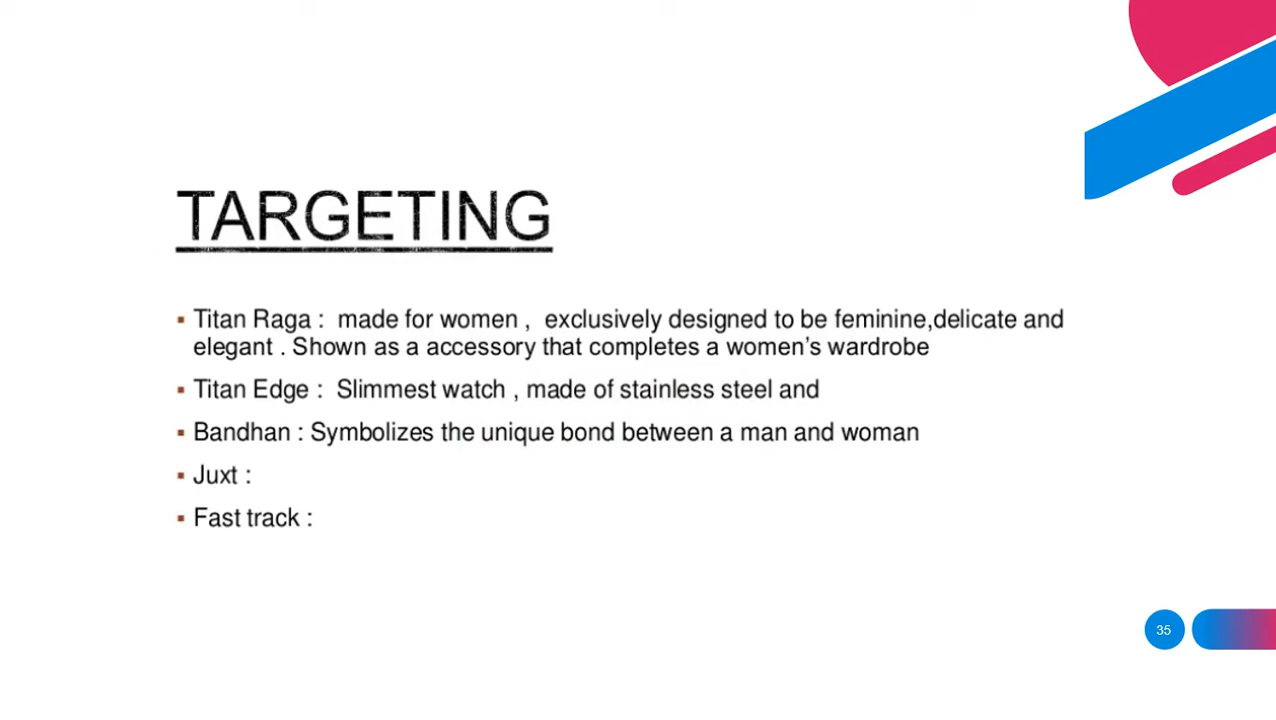 TARGETING
▪ Titan Raga : made for women , exclusively designed to be feminine,delicate and
elegant . Shown as a accessory that completes a women’s wardrobe
▪ Titan Edge : Slimmest watch , made of stainless steel and
▪ Bandhan : Symbolizes the unique bond between a man and woman
▪ Juxt :
▪ Fast track :
35